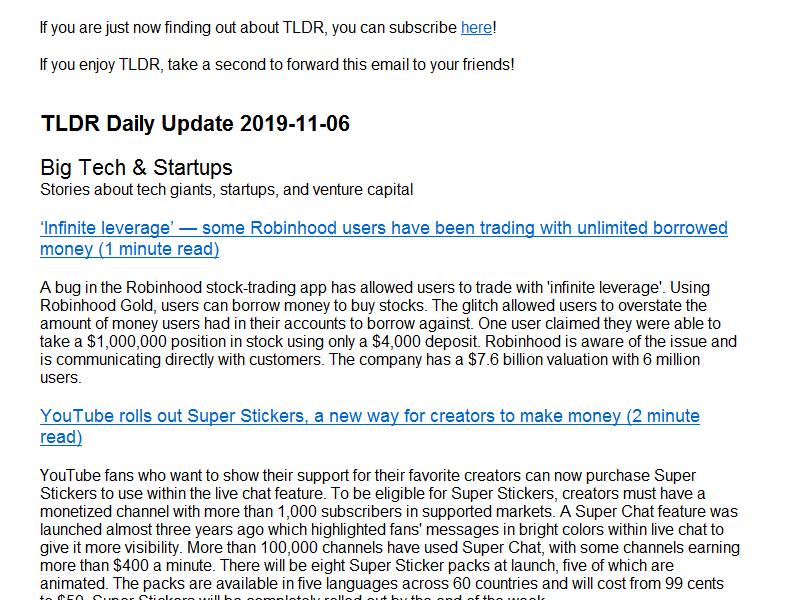 If you are just now finding out about TLDR, you can subscribe here!
If you enjoy TLDR, take a second to forward this email to your friends!
TLDR Daily Update 2019-11-06
Big Tech & Startups
Stories about tech giants, startups, and venture capital
‘Infinite leverage’ — some Robinhood users have been trading with unlimited borrowed
money (1 minute read)
A bug in the Robinhood stock-trading app has allowed users to trade with 'infinite leverage'. Using
Robinhood Gold, users can borrow money to buy stocks. The glitch allowed users to overstate the
amount of money users had in their accounts to borrow against. One user claimed they were able to
take a $1,000,000 position in stock using only a $4,000 deposit. Robinhood is aware of the issue and
is communicating directly with customers. The company has a $7.6 billion valuation with 6 million
users.
YouTube rolls out Super Stickers, a new way for creators to make money (2 minute
read)
YouTube fans who want to show their support for their favorite creators can now purchase Super
Stickers to use within the live chat feature. To be eligible for Super Stickers, creators must have a
monetized channel with more than 1,000 subscribers in supported markets. A Super Chat feature was
launched almost three years ago which highlighted fans' messages in bright colors within live chat to
give it more visibility. More than 100,000 channels have used Super Chat, with some channels earning
more than $400 a minute. There will be eight Super Sticker packs at launch, five of which are
animated. The packs are available in five languages across 60 countries and will cost from 99 cents
to $50. Super Stickers will be completely rolled out by the end of the week.